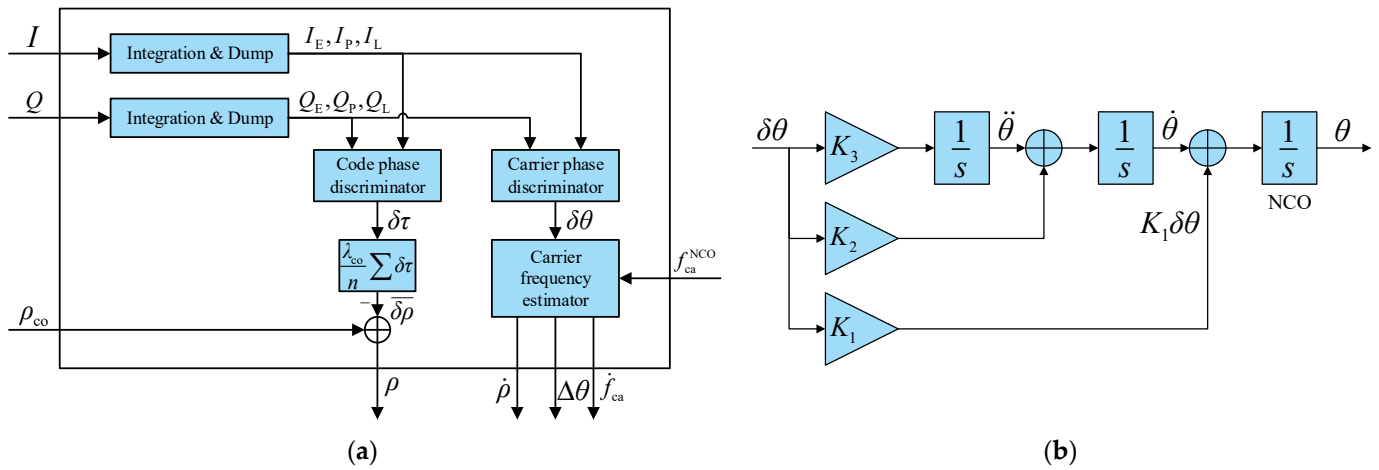 I
Integration & Dump
I_E, I_P, I_L
Q
Integration & Dump
Q_E, Q_P, Q_L
Code phase
discriminator
Carrier phase
discriminator
δτ
δθ
λ_co/n ∑ δτ
Carrier
frequency
estimator
f_ca^NCO
− \overline{δρ}
ρ_co
ρ
ρ̇
Δθ
ḟ_ca
(a)
δθ
K_3
1/s
θ̈
1/s
θ̇
1/s
θ
NCO
K_2
K_1δθ
K_1
(b)